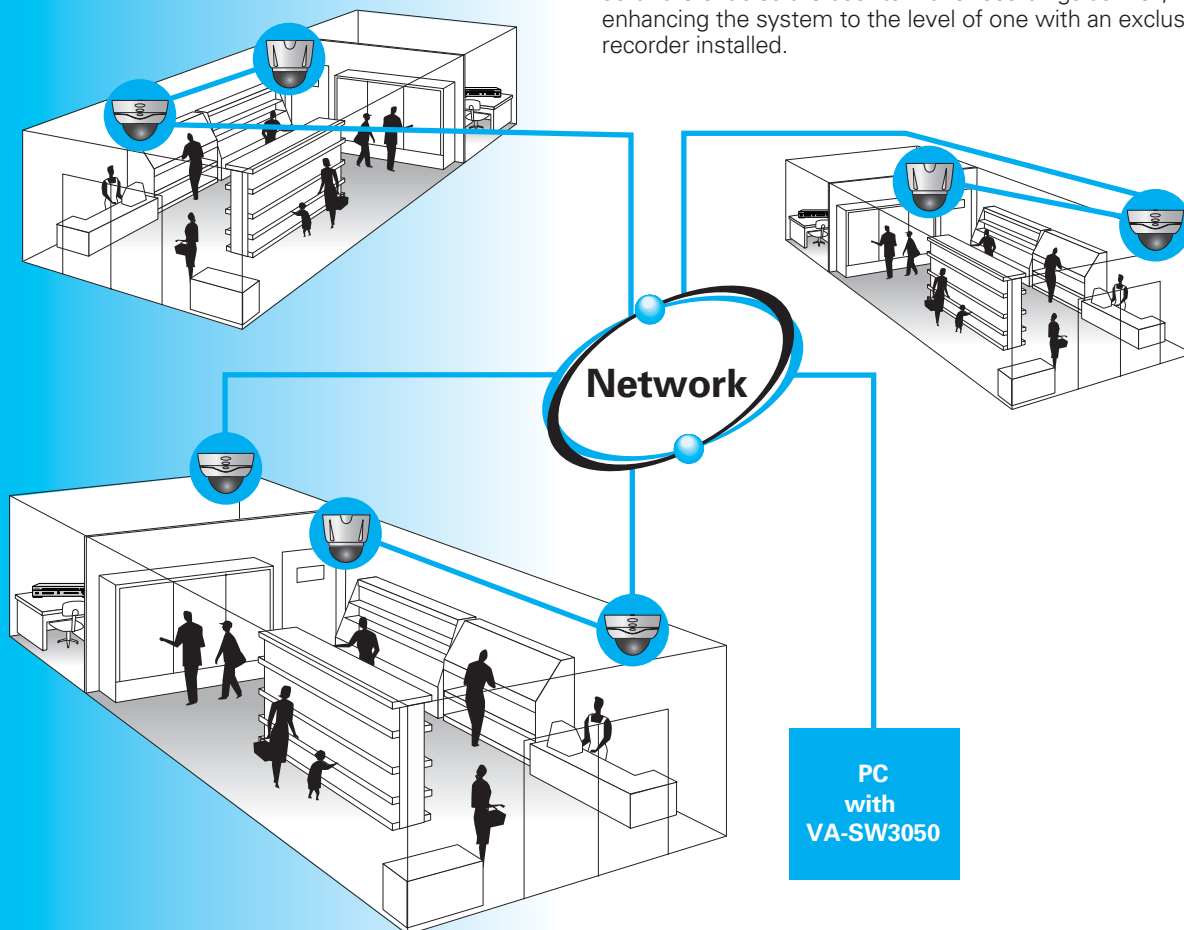 enhancing the system to the level of one with an exclus
recorder installed.
Network
PC
with
VA-SW3050